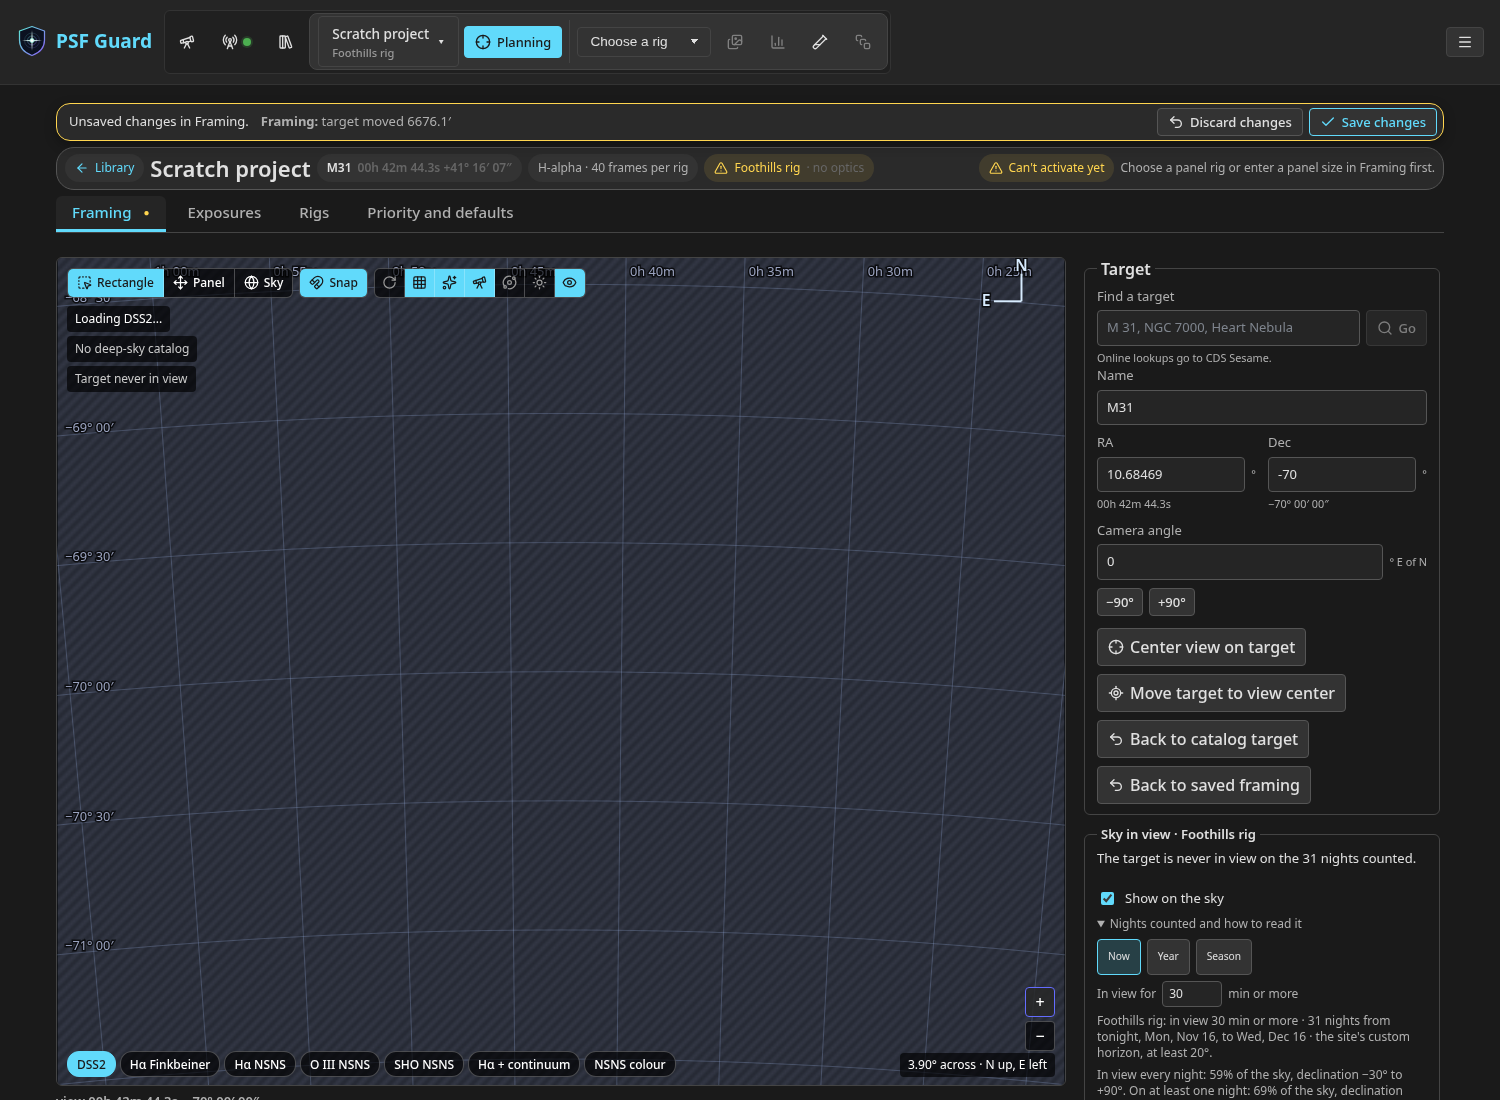 PSF Guard
Scratch project
Foothills rig
Planning
Choose a rig
Unsaved changes in Framing. Framing: target moved 6676.1′
Discard changes
Save changes
Library
Scratch project
M31 00h 42m 44.3s +41° 16′ 07″
H-alpha · 40 frames per rig
Foothills rig · no optics
Can't activate yet
Choose a panel rig or enter a panel size in Framing first.
Framing
Exposures
Rigs
Priority and defaults
0h 40m
0h 35m
0h 30m
0h 25m
N
E
Rectangle
Panel
Sky
Snap
Loading DSS2...
No deep-sky catalog
Target never in view
−69° 00′
−69° 30′
−70° 00′
−70° 30′
−71° 00′
+
−
DSS2
Hα Finkbeiner
Hα NSNS
O III NSNS
SHO NSNS
Hα + continuum
NSNS colour
3.90° across · N up, E left
Target
Find a target
M 31, NGC 7000, Heart Nebula
Go
Online lookups go to CDS Sesame.
Name
M31
RA
Dec
10.68469 °
-70 °
00h 42m 44.3s
−70° 00′ 00″
Camera angle
0 ° E of N
−90°
+90°
Center view on target
Move target to view center
Back to catalog target
Back to saved framing
Sky in view · Foothills rig
The target is never in view on the 31 nights counted.
Show on the sky
Nights counted and how to read it
Now
Year
Season
In view for 30 min or more
Foothills rig: in view 30 min or more · 31 nights from
tonight, Mon, Nov 16, to Wed, Dec 16 · the site's custom
horizon, at least 20°.
In view every night: 59% of the sky, declination −30° to
+90°. On at least one night: 69% of the sky, declination